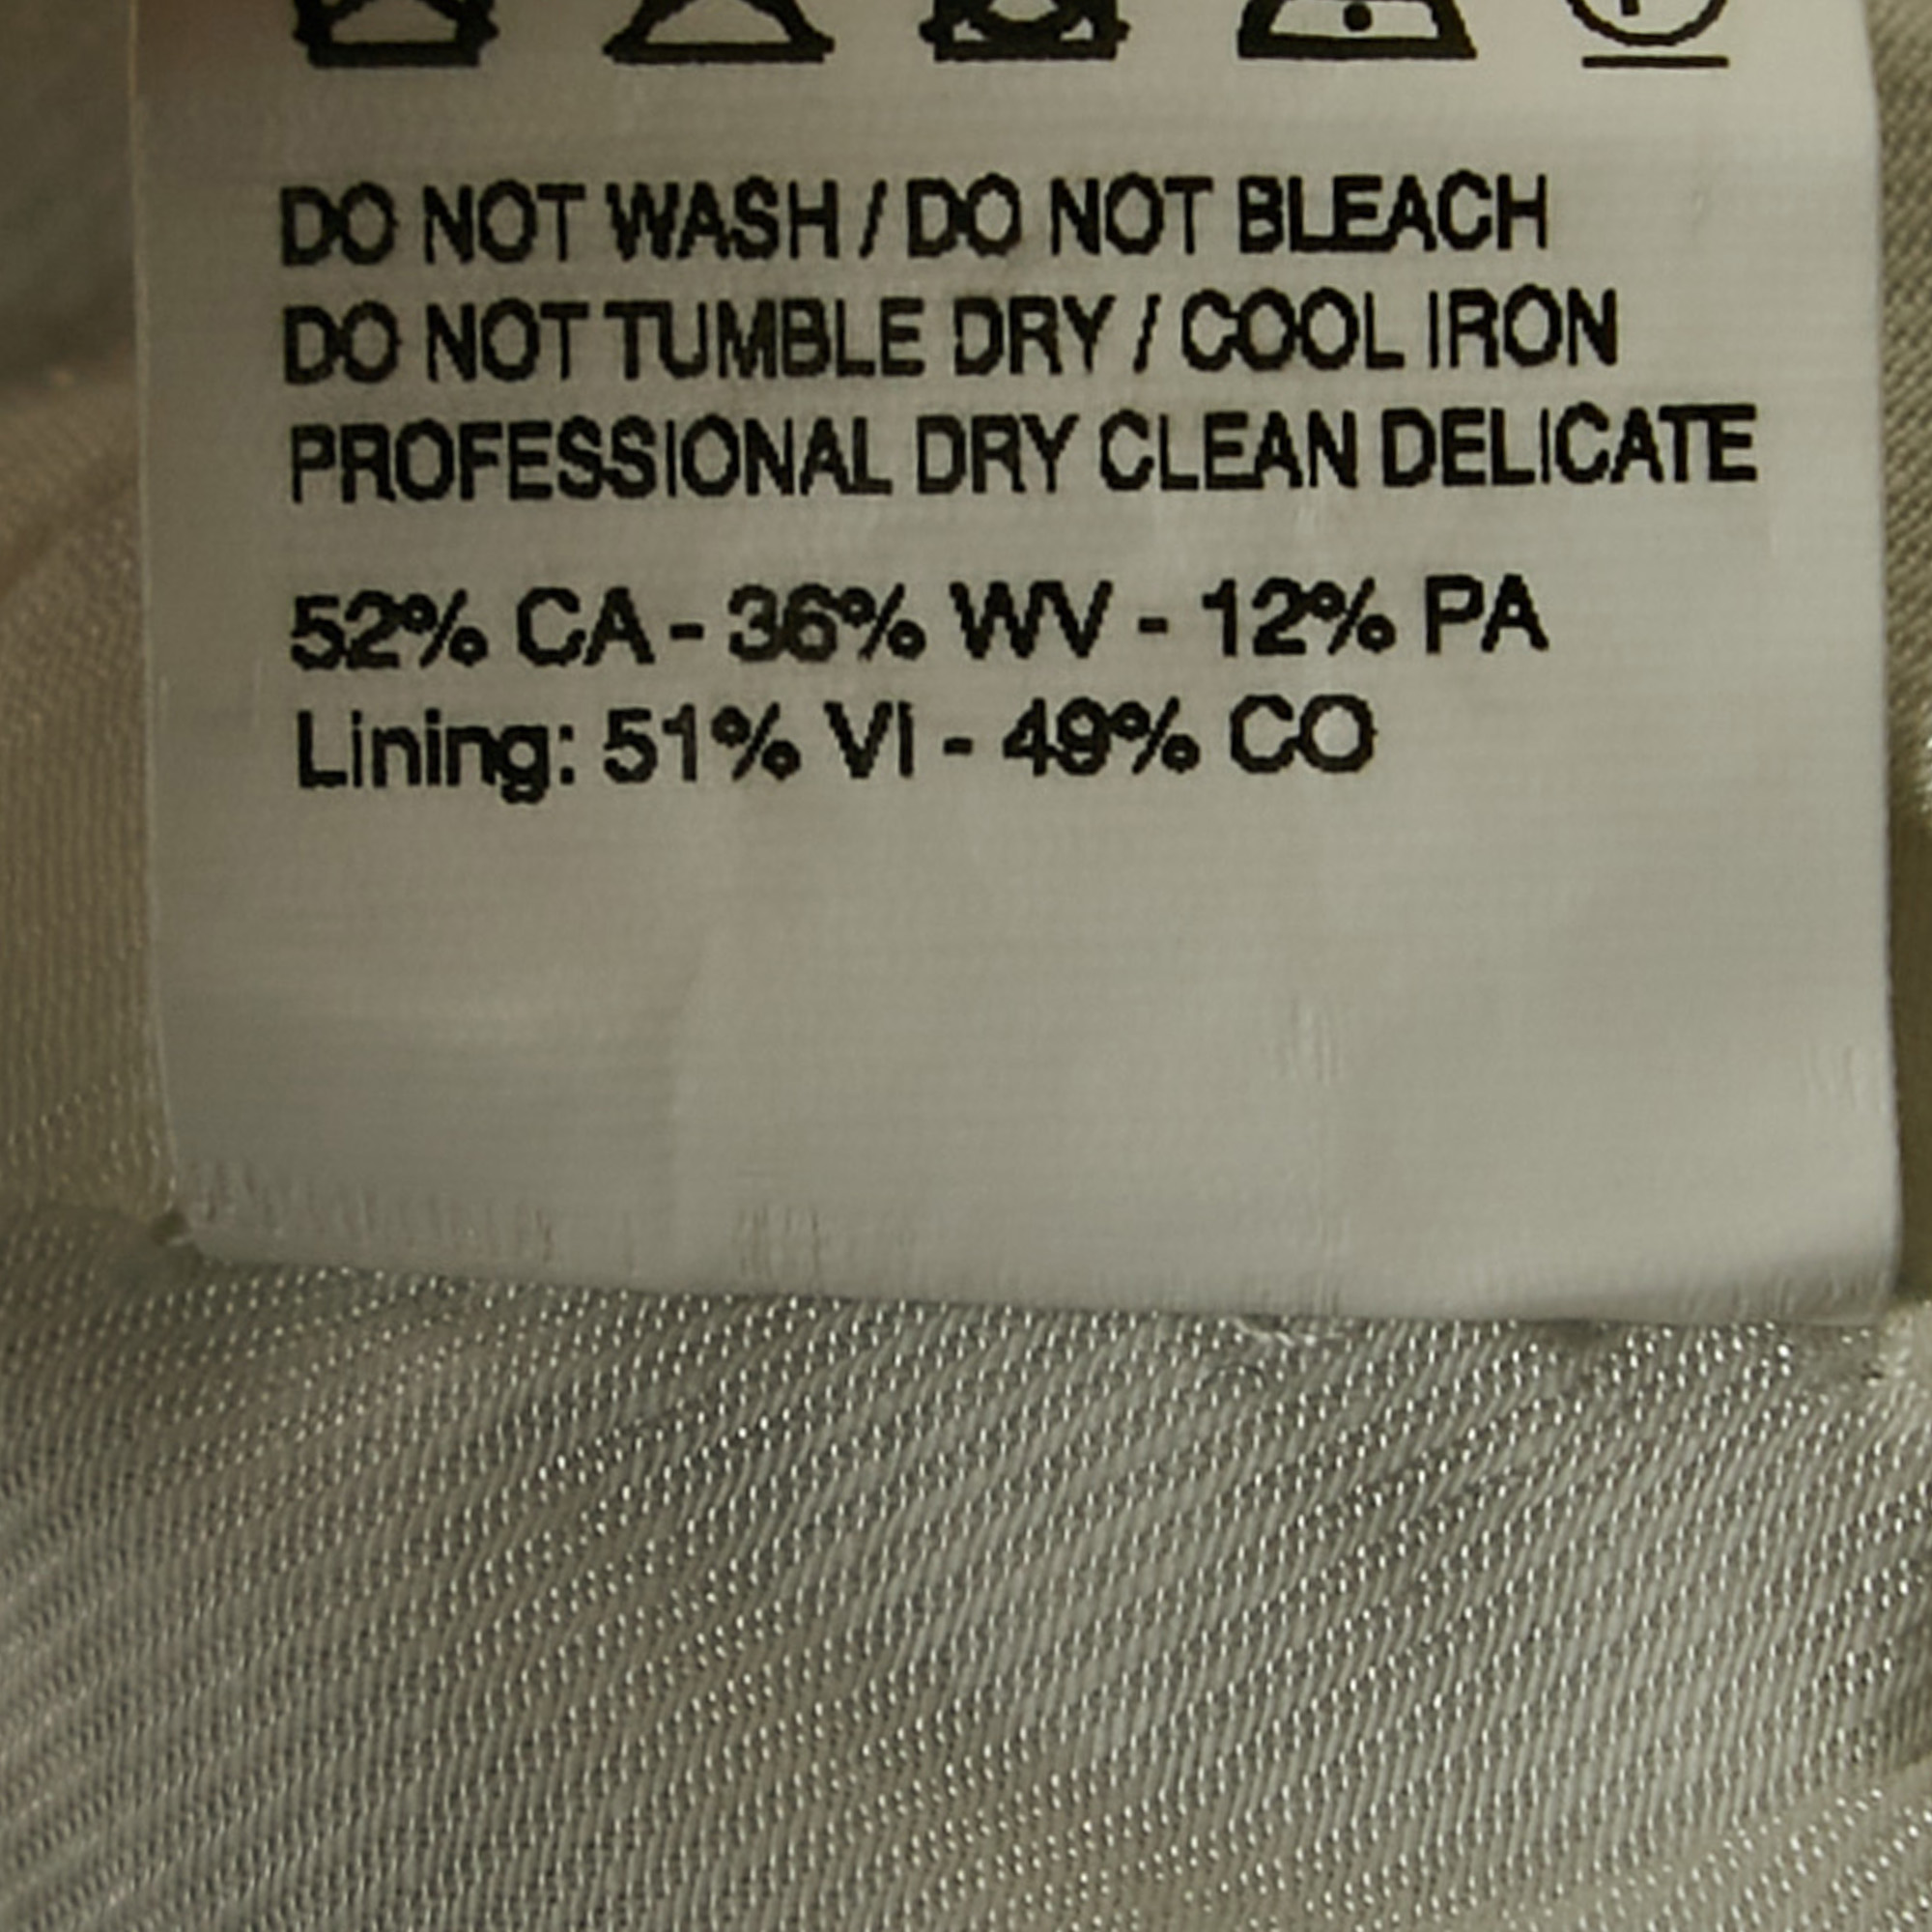 DO NOT WASH / DO NOT BLEACH
DO NOT TUMBLE DRY / COOL IRON
PROFESSIONAL DRY CLEAN DELICATE
52% CA - 36% WV - 12% PA
Lining: 51% VI - 49% CO